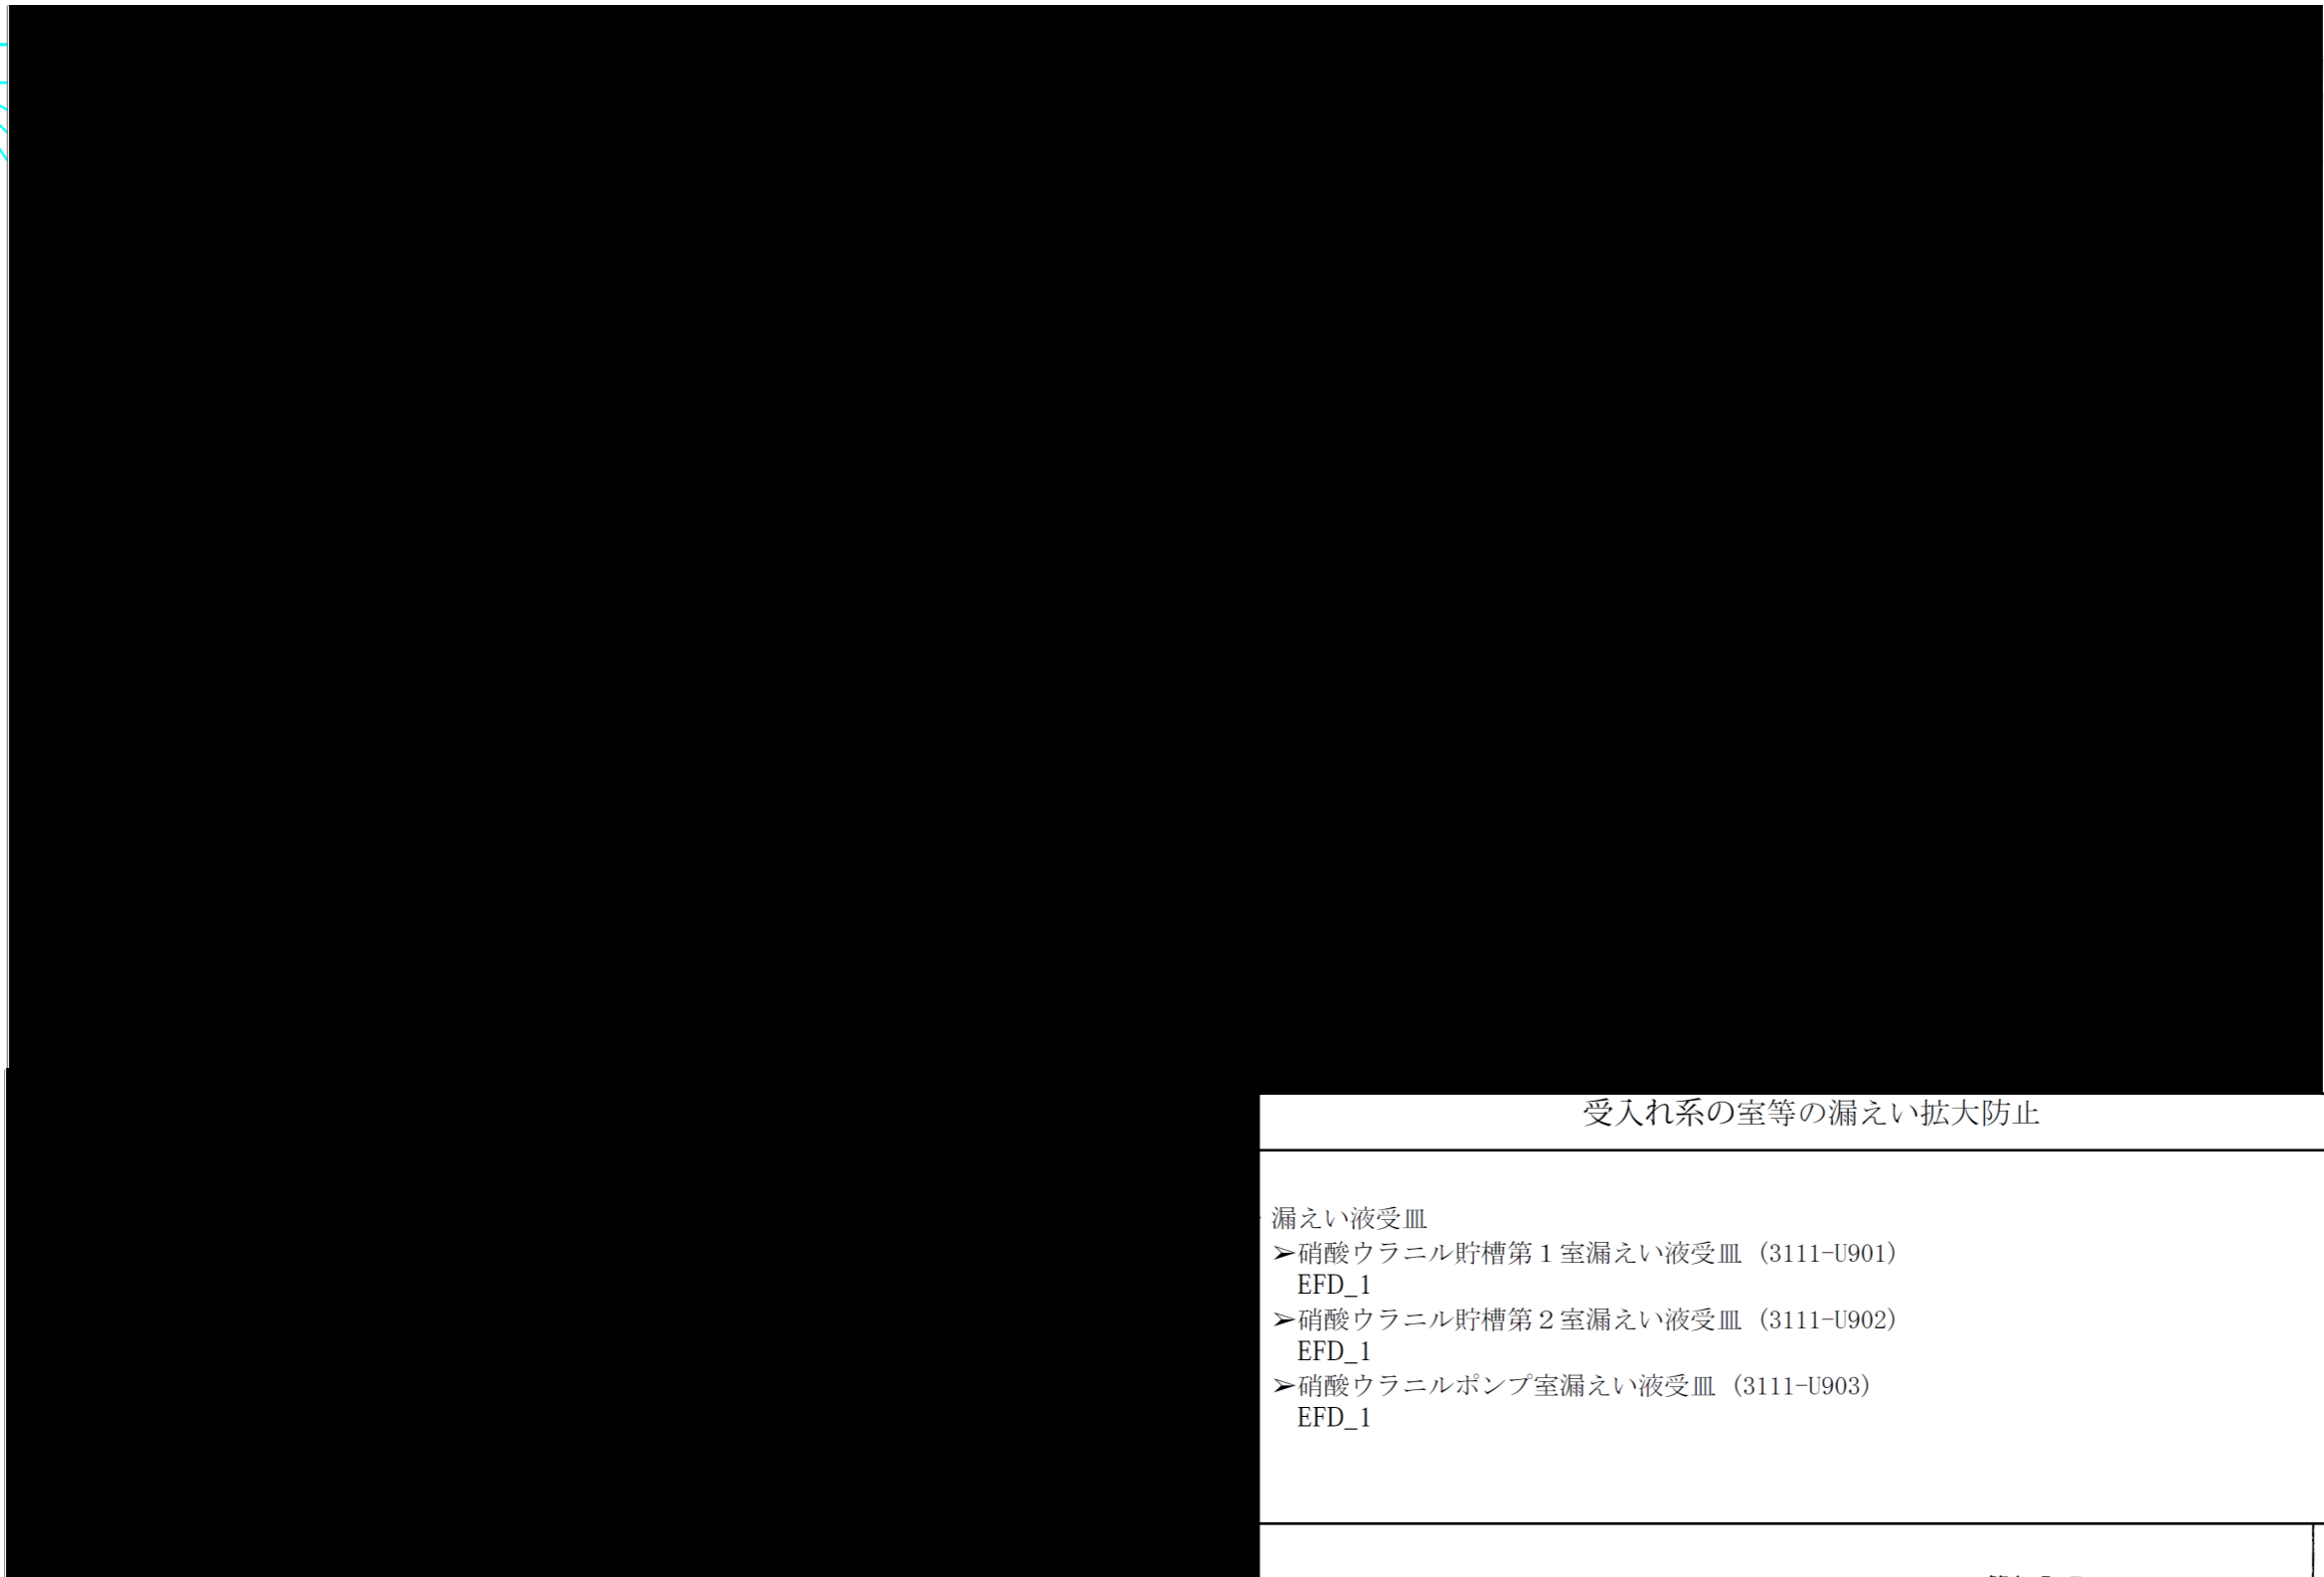 受入れ系の室等の漏えい拡大防止
漏えい液受皿
➢硝酸ウラニル貯槽第１室漏えい液受皿 (3111-U901)
EFD_1
➢硝酸ウラニル貯槽第２室漏えい液受皿 (3111-U902)
EFD_1
➢硝酸ウラニルポンプ室漏えい液受皿 (3111-U903)
EFD_1